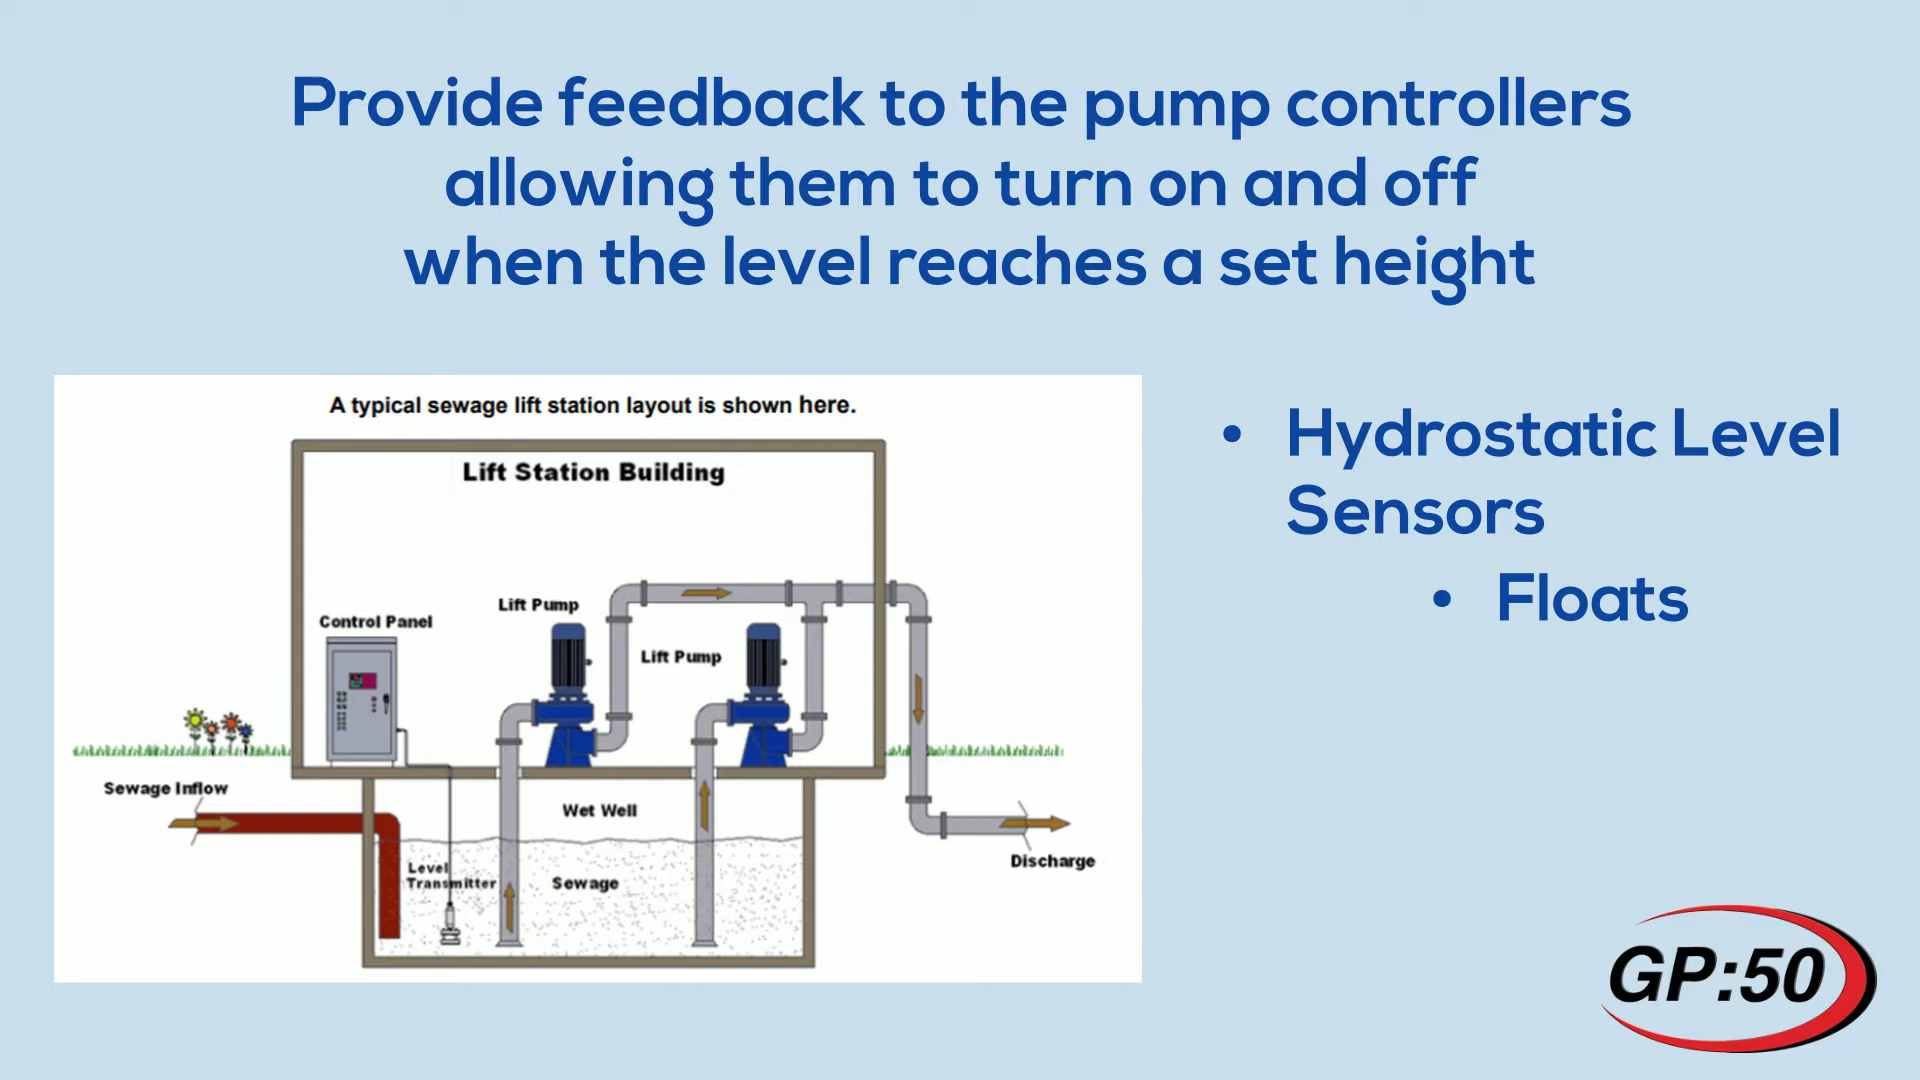 Provide feedback to the pump controllers
allowing them to turn on and off
when the level reaches a set height
A typical sewage lift station layout is shown here.
Lift Station Building
Lift Pump
Control Panel
Lift Pump
Sewage Inflow
Wet Well
Level
Transmitter
Sewage
Discharge
• Hydrostatic Level
Sensors
• Floats
GP:50